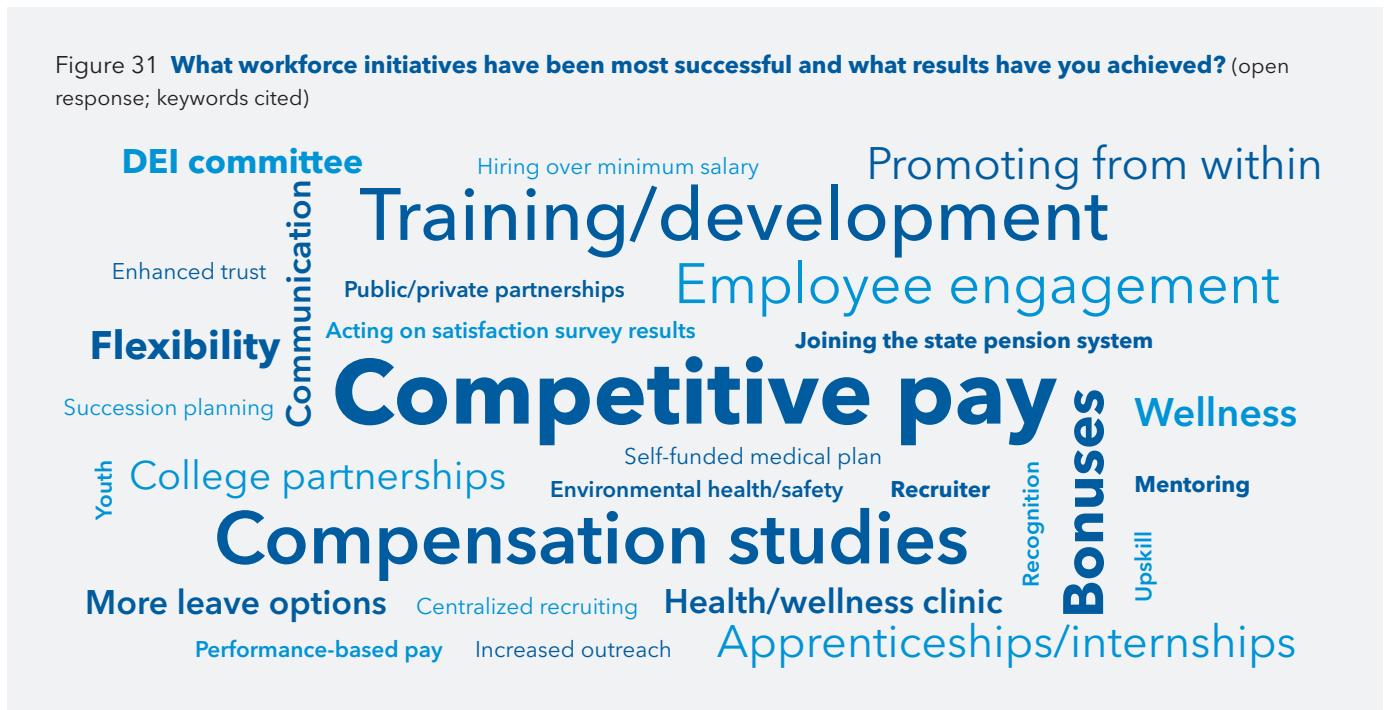 Figure 31 What workforce initiatives have been most successful and what results have you achieved? (open
response; keywords cited)
DEI committee
Hiring over minimum salary
Promoting from within
Communication
Training/development
Enhanced trust
Public/private partnerships
Employee engagement
Flexibility
Acting on satisfaction survey results
Joining the state pension system
Succession planning
Competitive pay
Bonuses
Wellness
Youth
College partnerships
Self-funded medical plan
Environmental health/safety
Recruiter
Recognition
Mentoring
Compensation studies
Upskill
More leave options
Centralized recruiting
Health/wellness clinic
Performance-based pay
Increased outreach
Apprenticeships/internships